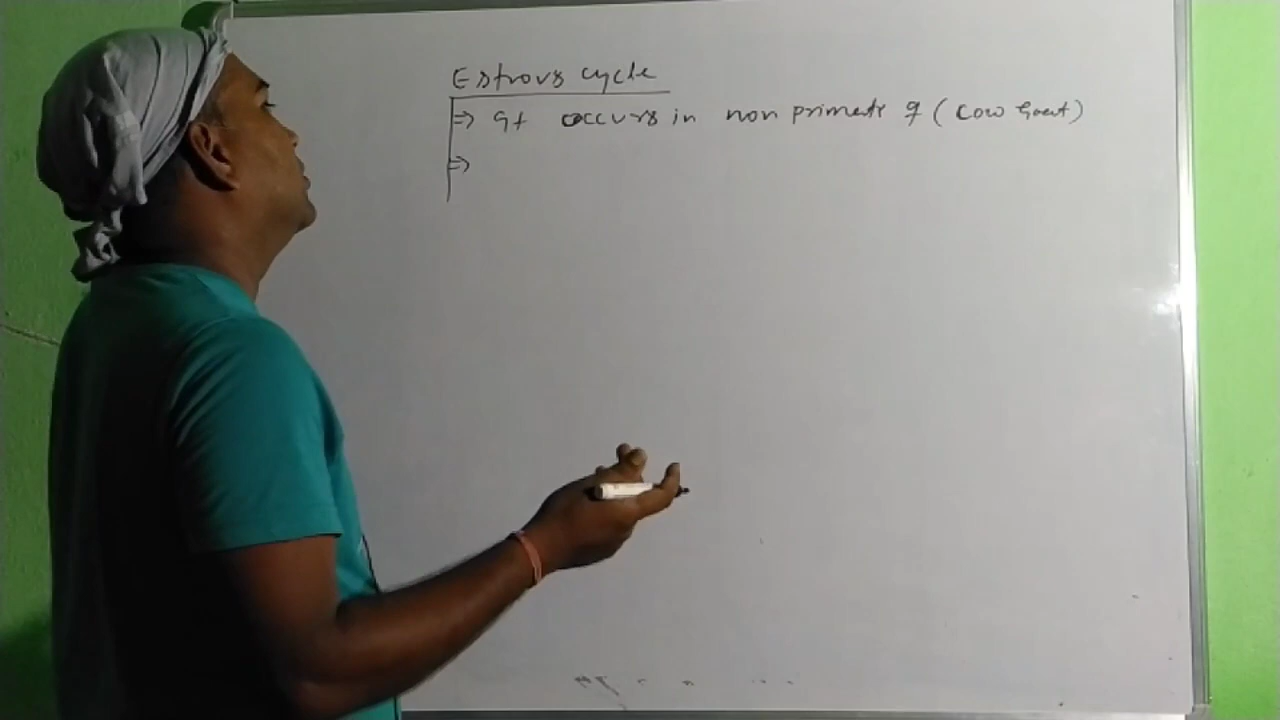 Estrous cycle
⇒ It occurs in non primate ♀ (Cow Goat)
⇒